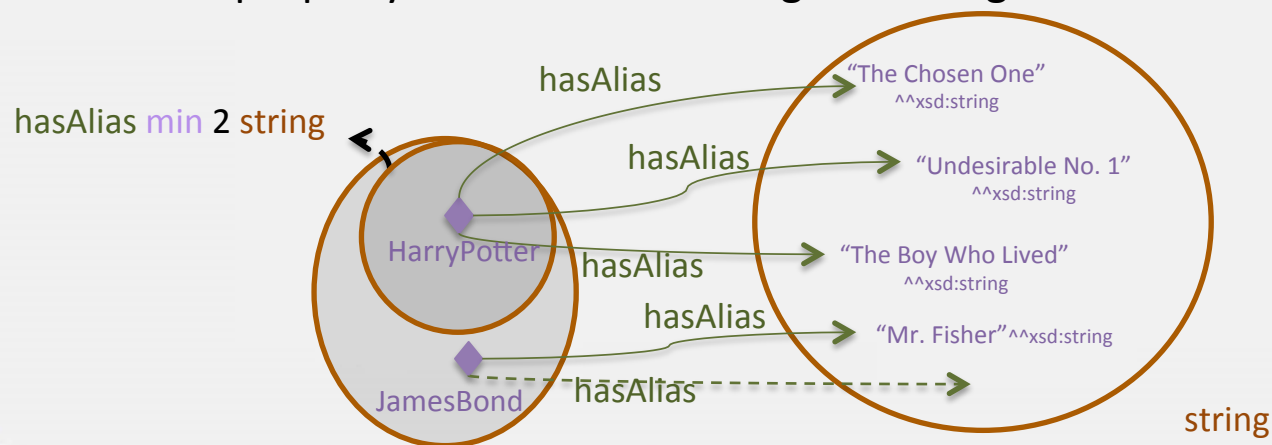 hasAlias
"The Chosen One"
^^xsd:string
hasAlias min 2 string
hasAlias
"Undesirable No. 1"
^^xsd:string
HarryPotter
hasAlias
"The Boy Who Lived"
^^xsd:string
hasAlias
"Mr. Fisher"^^xsd:string
JamesBond
hasAlias
string